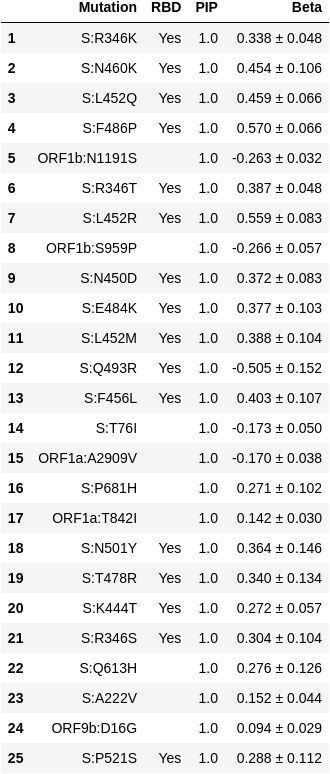 Mutation RBD PIP Beta
1 S:R346K Yes 1.0 0.338 ± 0.048
2 S:N460K Yes 1.0 0.454 ± 0.106
3 S:L452Q Yes 1.0 0.459 ± 0.066
4 S:F486P Yes 1.0 0.570 ± 0.066
5 ORF1b:N1191S 1.0 -0.263 ± 0.032
6 S:R346T Yes 1.0 0.387 ± 0.048
7 S:L452R Yes 1.0 0.559 ± 0.083
8 ORF1b:S959P 1.0 -0.266 ± 0.057
9 S:N450D Yes 1.0 0.372 ± 0.083
10 S:E484K Yes 1.0 0.377 ± 0.103
11 S:L452M Yes 1.0 0.388 ± 0.104
12 S:Q493R Yes 1.0 -0.505 ± 0.152
13 S:F456L Yes 1.0 0.403 ± 0.107
14 S:T76I 1.0 -0.173 ± 0.050
15 ORF1a:A2909V 1.0 -0.170 ± 0.038
16 S:P681H 1.0 0.271 ± 0.102
17 ORF1a:T842I 1.0 0.142 ± 0.030
18 S:N501Y Yes 1.0 0.364 ± 0.146
19 S:T478R Yes 1.0 0.340 ± 0.134
20 S:K444T Yes 1.0 0.272 ± 0.057
21 S:R346S Yes 1.0 0.304 ± 0.104
22 S:Q613H 1.0 0.276 ± 0.126
23 S:A222V 1.0 0.152 ± 0.044
24 ORF9b:D16G 1.0 0.094 ± 0.029
25 S:P521S Yes 1.0 0.288 ± 0.112